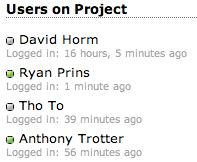 Users on Project
David Horm
Logged in: 16 hours, 5 minutes ago
Ryan Prins
Logged in: 1 minute ago
Tho To
Logged in: 39 minutes ago
Anthony Trotter
Logged in: 56 minutes ago